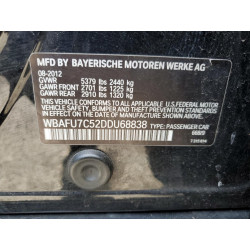 MFD BY BAYERISCHE MOTOREN WERKE AG
08-2012
GVWR 5379 lbs 2440 kg
GAWR FRONT 2701 lbs 1225 kg
GAWR REAR 2910 lbs 1320 kg
THIS VEHICLE CONFORMS TO ALL APPLICABLE
FEDERAL MOTOR VEHICLE SAFETY,
BUMPER, AND THEFT PREVENTION
STANDARDS IN EFFECT ON THE DATE OF
MANUFACTURE SHOWN ABOVE.
WBAFU7C52DDU68838 TYPE: PASSENGER CAR